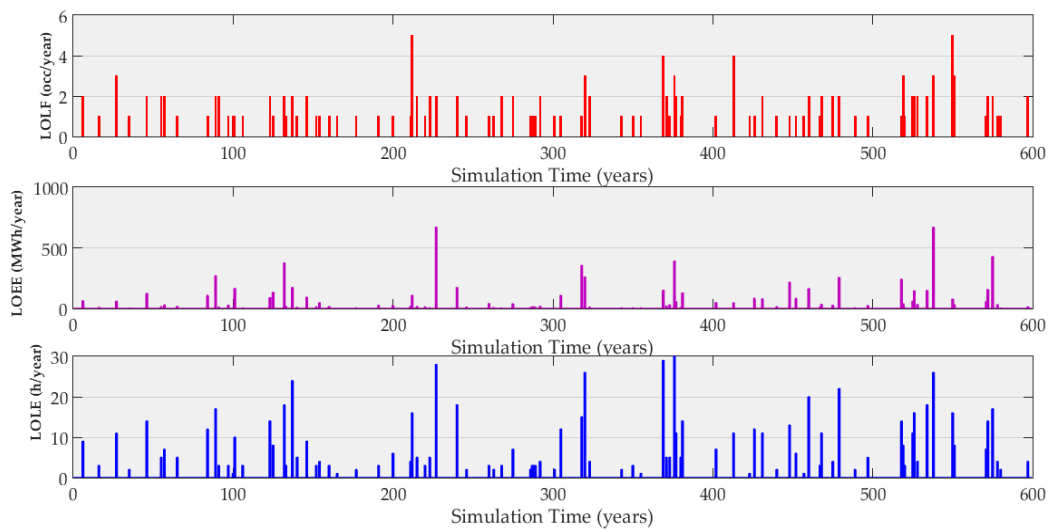 6
4
2
0
LOLF (occ/year)
0 100 200 300 400 500 600
Simulation Time (years)
1000
500
0
LOEE (MWh/year)
0 100 200 300 400 500 600
Simulation Time (years)
30
20
10
0
LOLE (h/year)
0 100 200 300 400 500 600
Simulation Time (years)